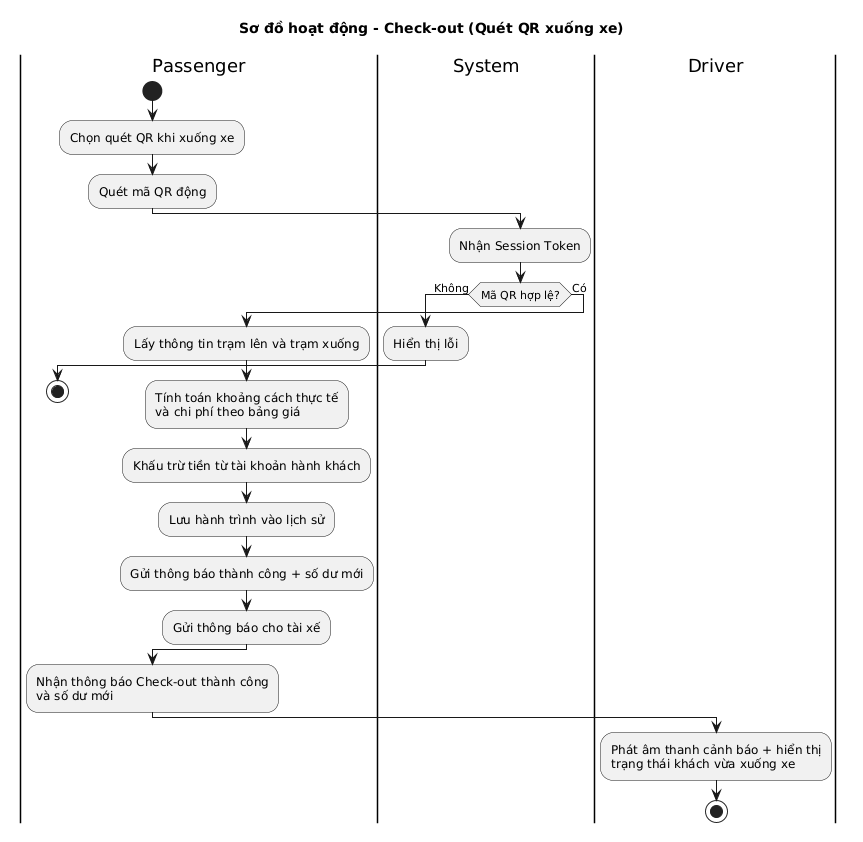 Sơ đồ hoạt động - Check-out (Quét QR xuống xe)
Passenger
System
Driver
Chọn quét QR khi xuống xe
Quét mã QR động
Nhận Session Token
Mã QR hợp lệ?
Không
Có
Lấy thông tin trạm lên và trạm xuống
Hiển thị lỗi
Tính toán khoảng cách thực tế
và chi phí theo bảng giá
Khấu trừ tiền từ tài khoản hành khách
Lưu hành trình vào lịch sử
Gửi thông báo thành công + số dư mới
Gửi thông báo cho tài xế
Nhận thông báo Check-out thành công
và số dư mới
Phát âm thanh cảnh báo + hiển thị
trạng thái khách vừa xuống xe